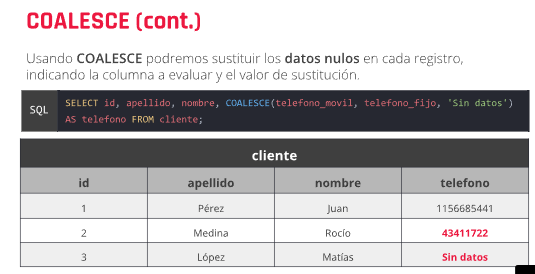 COALESCE (cont.)
Usando COALESCE podremos sustituir los datos nulos en cada registro,
indicando la columna a evaluar y el valor de sustitución.
SQL
SELECT id, apellido, nombre, COALESCE(telefono_movil, telefono_fijo, 'Sin datos')
AS telefono FROM cliente;
cliente
id apellido nombre telefono
1 Pérez Juan 1156685441
2 Medina Rocío 43411722
3 López Matías Sin datos